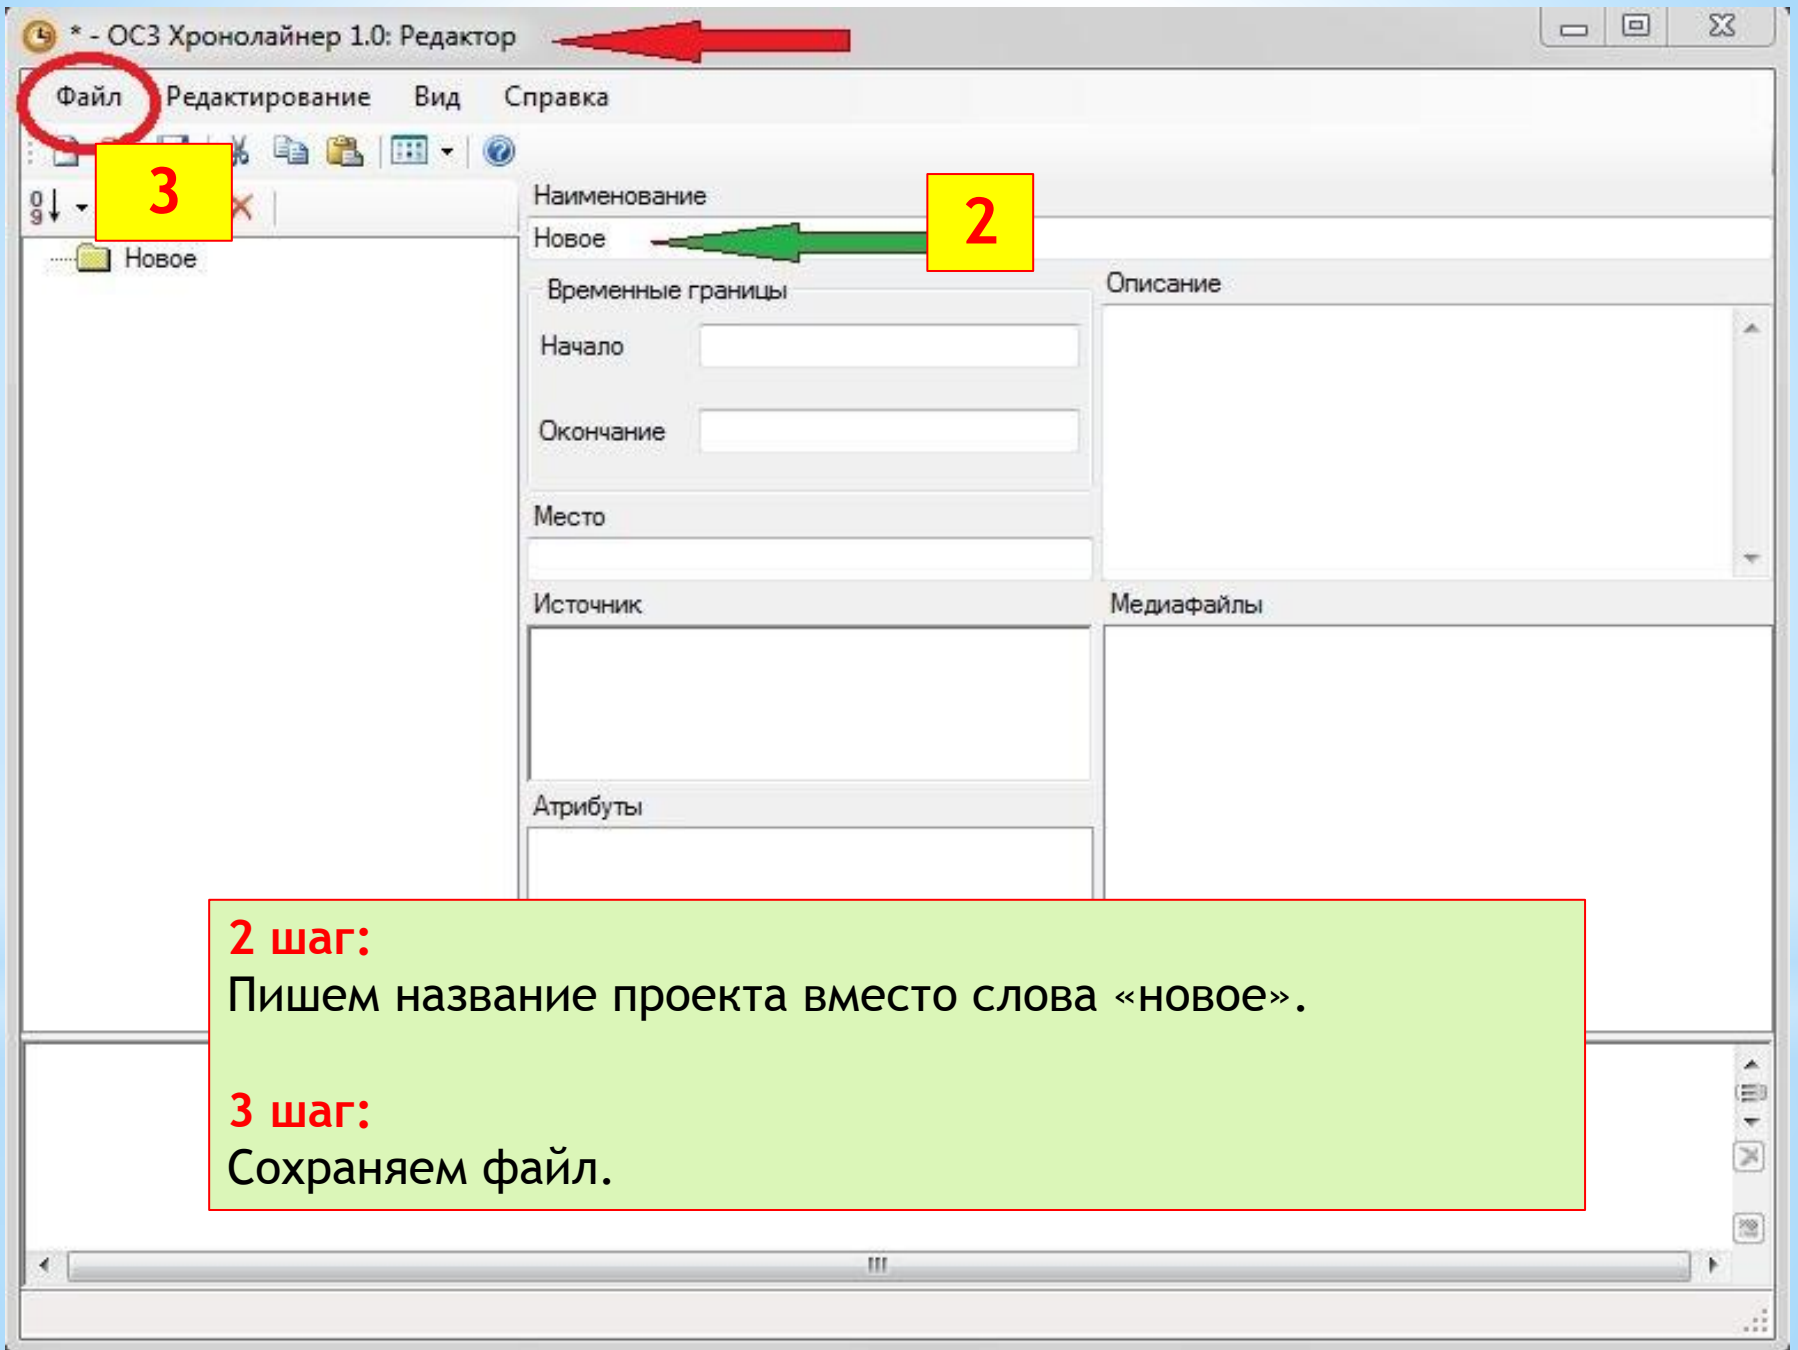 * - ОС3 Хронолайнер 1.0: Редактор
Файл Редактирование Вид Справка
3
Наименование
2
Новое
Новое
Временные границы
Описание
Начало
Окончание
Место
Источник
Медиафайлы
Атрибуты
2 шаг:
Пишем название проекта вместо слова «новое».
3 шаг:
Сохраняем файл.